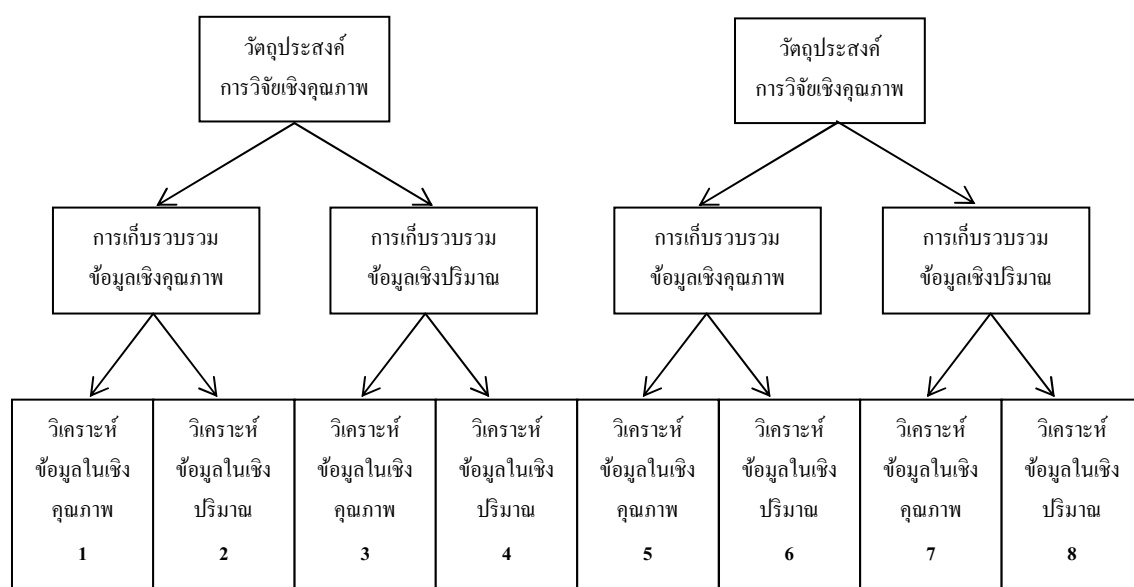 วัตถุประสงค์
การวิจัยเชิงคุณภาพ
วัตถุประสงค์
การวิจัยเชิงคุณภาพ
การเก็บรวบรวม
ข้อมูลเชิงคุณภาพ
การเก็บรวบรวม
ข้อมูลเชิงปริมาณ
การเก็บรวบรวม
ข้อมูลเชิงคุณภาพ
การเก็บรวบรวม
ข้อมูลเชิงปริมาณ
วิเคราะห์
ข้อมูลในเชิง
คุณภาพ
1
วิเคราะห์
ข้อมูลในเชิง
ปริมาณ
2
วิเคราะห์
ข้อมูลในเชิง
คุณภาพ
3
วิเคราะห์
ข้อมูลในเชิง
ปริมาณ
4
วิเคราะห์
ข้อมูลในเชิง
คุณภาพ
5
วิเคราะห์
ข้อมูลในเชิง
ปริมาณ
6
วิเคราะห์
ข้อมูลในเชิง
คุณภาพ
7
วิเคราะห์
ข้อมูลในเชิง
ปริมาณ
8